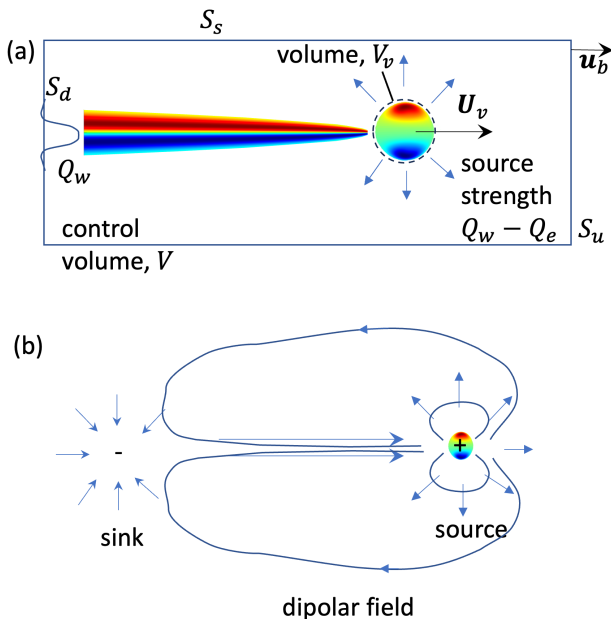 S_s
(a)
volume, V_v
u_b
S_d
U_v
Q_w
source
strength
Q_w − Q_e
S_u
control
volume, V
(b)
-
+
sink
source
dipolar field